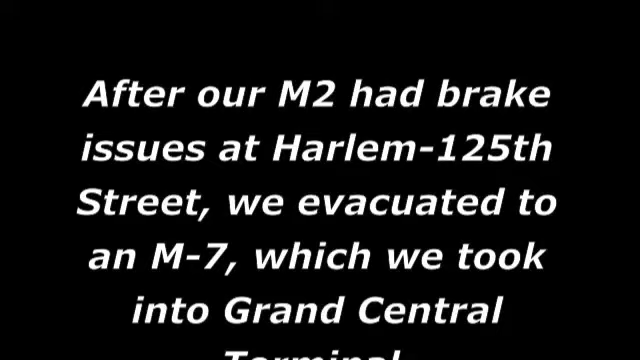 After our M2 had brake
issues at Harlem-125th
Street, we evacuated to
an M-7, which we took
into Grand Central
Terminal